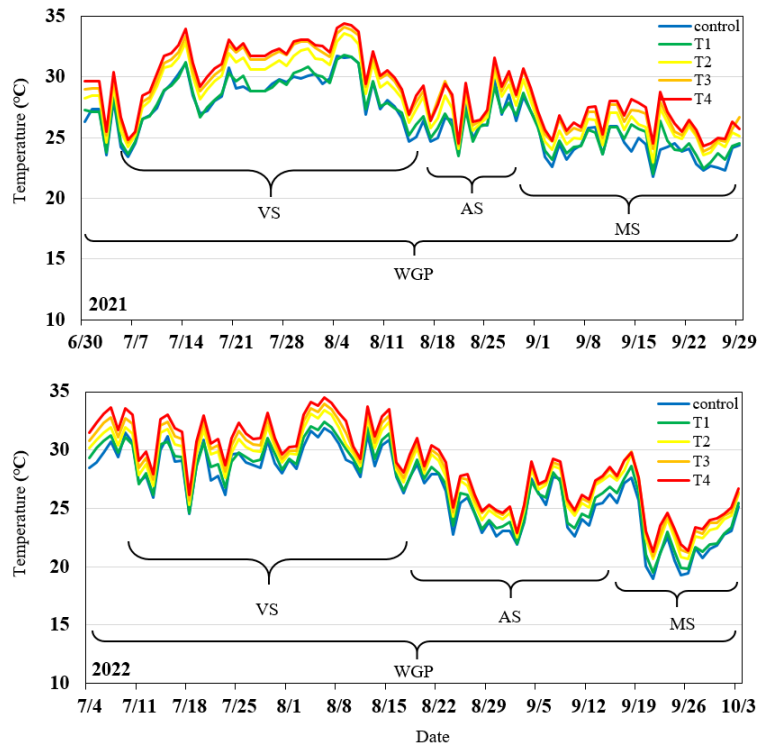 35
30
25
20
15
10
Temperature (°C)
control
T1
T2
T3
T4
VS
AS
MS
WGP
2021
6/30 7/7 7/14 7/21 7/28 8/4 8/11 8/18 8/25 9/1 9/8 9/15 9/22 9/29
35
30
25
20
15
10
Temperature (°C)
control
T1
T2
T3
T4
VS
AS
MS
WGP
2022
7/4 7/11 7/18 7/25 8/1 8/8 8/15 8/22 8/29 9/5 9/12 9/19 9/26 10/3
Date